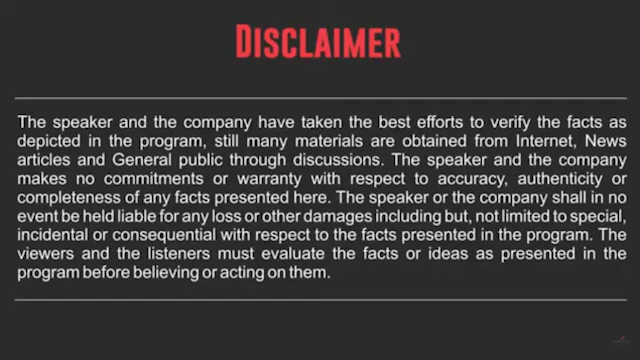 DISCLAIMER
The speaker and the company have taken the best efforts to verify the facts as
depicted in the program, still many materials are obtained from Internet, News
articles and General public through discussions. The speaker and the company
makes no commitments or warranty with respect to accuracy, authenticity or
completeness of any facts presented here. The speaker or the company shall in no
event be held liable for any loss or other damages including but, not limited to special,
incidental or consequential with respect to the facts presented in the program. The
viewers and the listeners must evaluate the facts or ideas as presented in the
program before believing or acting on them.